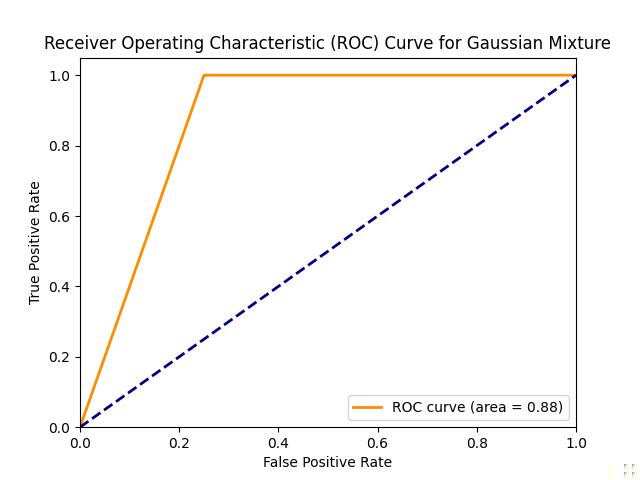 Receiver Operating Characteristic (ROC) Curve for Gaussian Mixture
1.0
0.8
0.6
0.4
0.2
0.0
True Positive Rate
ROC curve (area = 0.88)
0.0 0.2 0.4 0.6 0.8 1.0
False Positive Rate